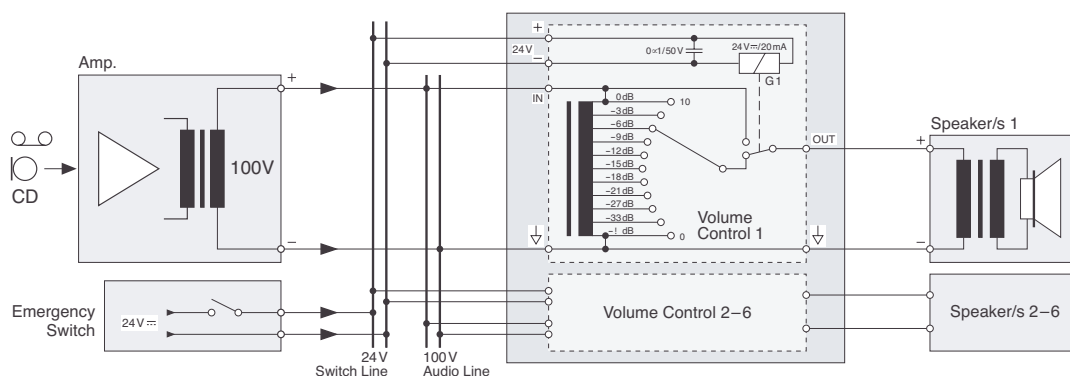 Amp.
+
100V
−
CD
Emergency
Switch
24V
24V
Switch Line
100V
Audio Line
+
24V
−
0∝1/50V
24V/20mA
G1
IN
0dB
10
−3dB
−6dB
−9dB
−12dB
−15dB
−18dB
−21dB
−27dB
−33dB
−! dB
0
Volume
Control 1
OUT
Volume Control 2–6
Speaker/s 1
+
−
Speaker/s 2–6